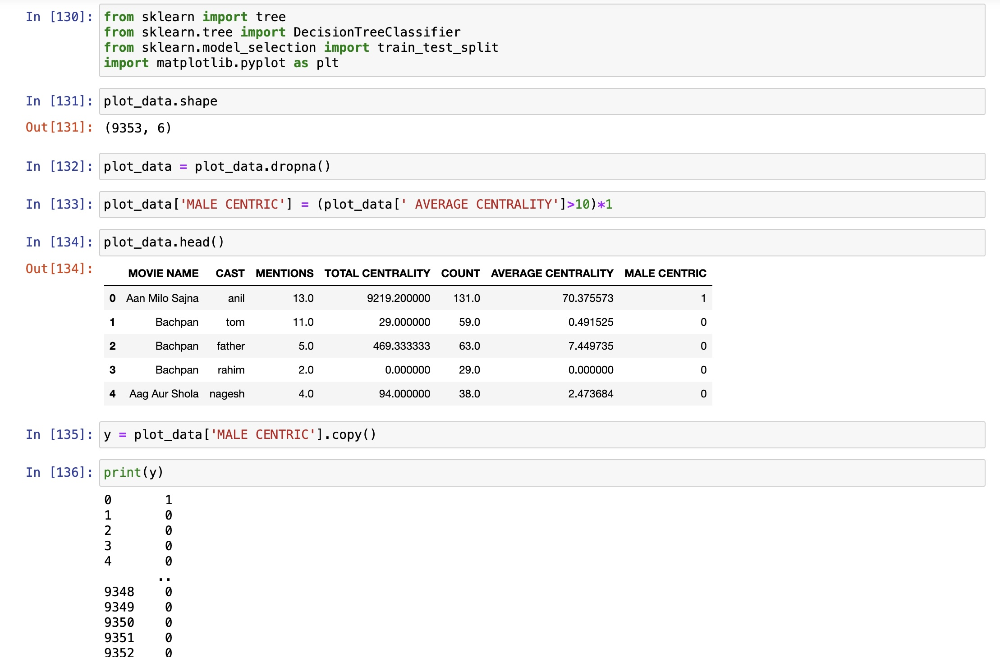 In [130]: from sklearn import tree
from sklearn.tree import DecisionTreeClassifier
from sklearn.model_selection import train_test_split
import matplotlib.pyplot as plt
In [131]: plot_data.shape
Out[131]: (9353, 6)
In [132]: plot_data = plot_data.dropna()
In [133]: plot_data['MALE CENTRIC'] = (plot_data[' AVERAGE CENTRALITY']>10)*1
In [134]: plot_data.head()
Out[134]:
MOVIE NAME CAST MENTIONS TOTAL CENTRALITY COUNT AVERAGE CENTRALITY MALE CENTRIC
0 Aan Milo Sajna anil 13.0 9219.200000 131.0 70.375573 1
1 Bachpan tom 11.0 29.000000 59.0 0.491525 0
2 Bachpan father 5.0 469.333333 63.0 7.449735 0
3 Bachpan rahim 2.0 0.000000 29.0 0.000000 0
4 Aag Aur Shola nagesh 4.0 94.000000 38.0 2.473684 0
In [135]: y = plot_data['MALE CENTRIC'].copy()
In [136]: print(y)
0 1
1 0
2 0
3 0
4 0
..
9348 0
9349 0
9350 0
9351 0
9352 0